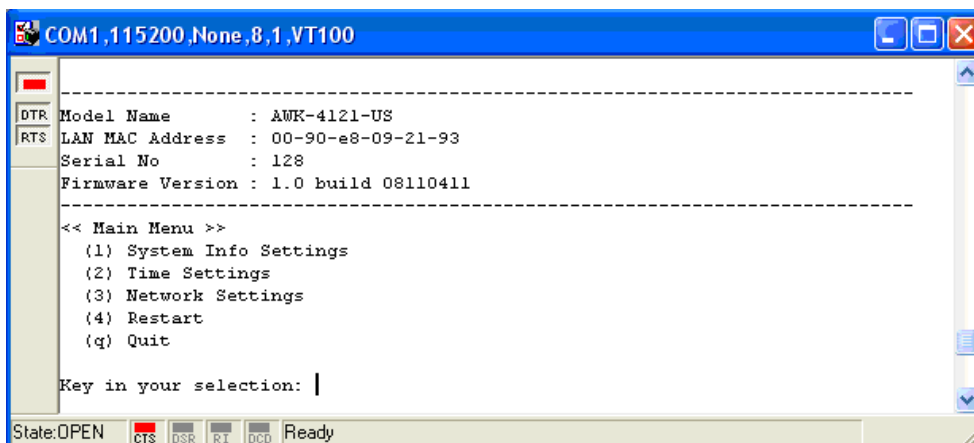 COM1,115200,None,8,1,VT100
--------------------------------------------------------------------------------
DTR
RTS
Model Name : AWK-4121-US
LAN MAC Address : 00-90-e8-09-21-93
Serial No : 128
Firmware Version : 1.0 build 08110411
--------------------------------------------------------------------------------
<< Main Menu >>
(1) System Info Settings
(2) Time Settings
(3) Network Settings
(4) Restart
(q) Quit
Key in your selection:
State:OPEN CTS DSR RI DCD Ready